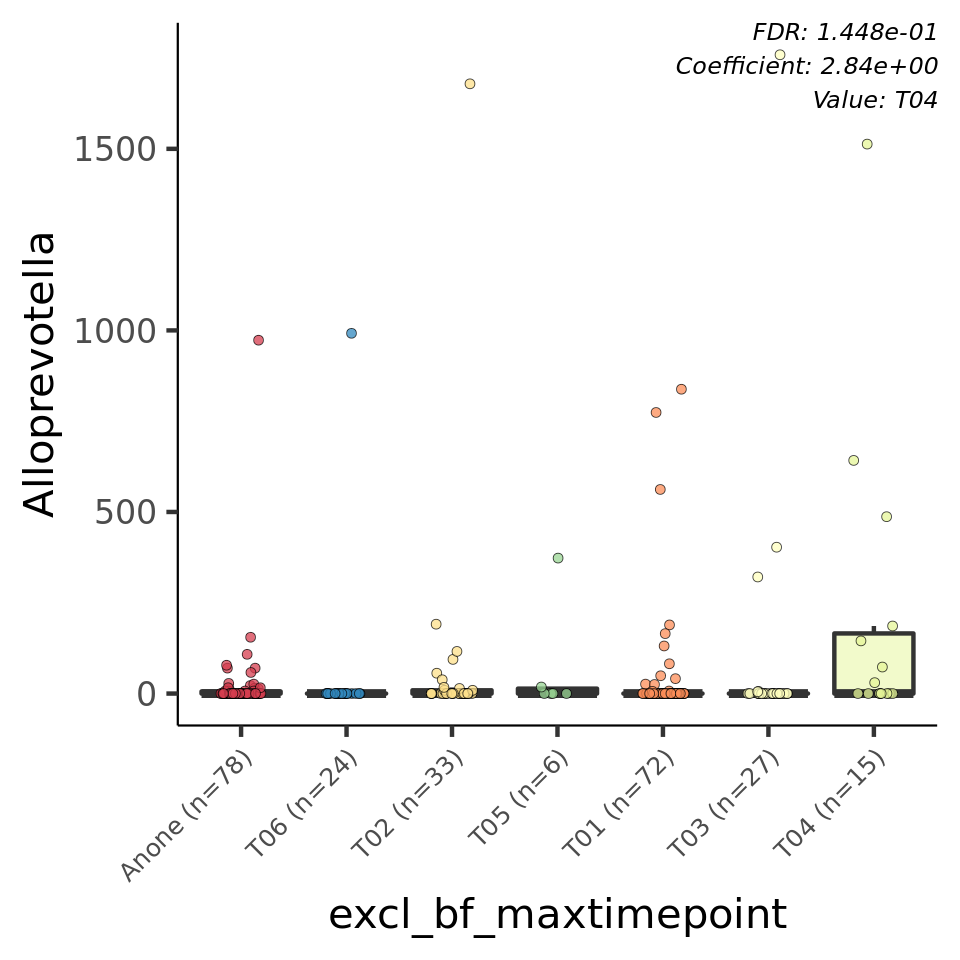 FDR: 1.448e-01
Coefficient: 2.84e+00
Value: T04
Alloprevotella
1500
1000
500
0
Anone (n=78)
T06 (n=24)
T02 (n=33)
T05 (n=6)
T01 (n=72)
T03 (n=27)
T04 (n=15)
excl_bf_maxtimepoint